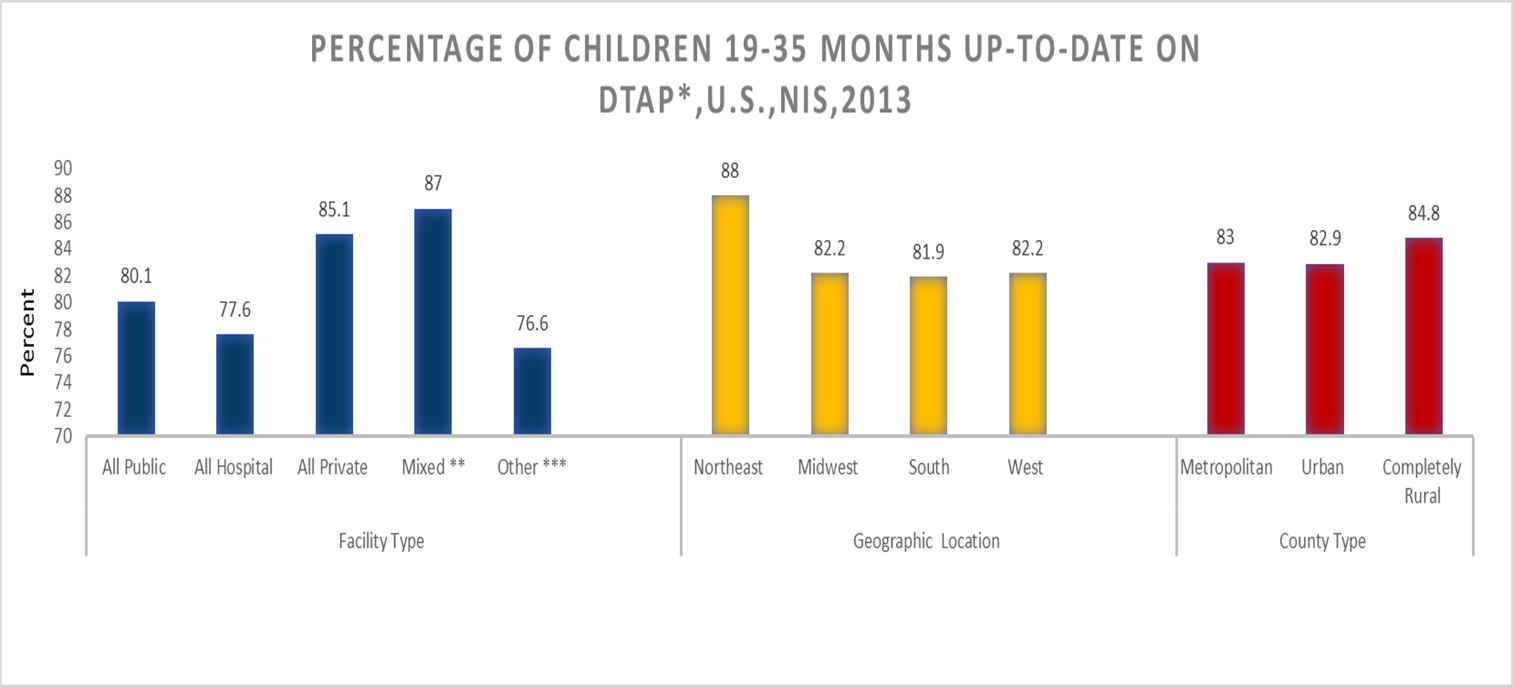 PERCENTAGE OF CHILDREN 19-35 MONTHS UP-TO-DATE ON
DTAP*,U.S.,NIS,2013
Percent
90
88
86
84
82
80
78
76
74
72
70
80.1
77.6
85.1
87
76.6
88
82.2
81.9
82.2
83
82.9
84.8
All Public
All Hospital
All Private
Mixed **
Other ***
Northeast
Midwest
South
West
Metropolitan
Urban
Completely
Rural
Facility Type
Geographic Location
County Type